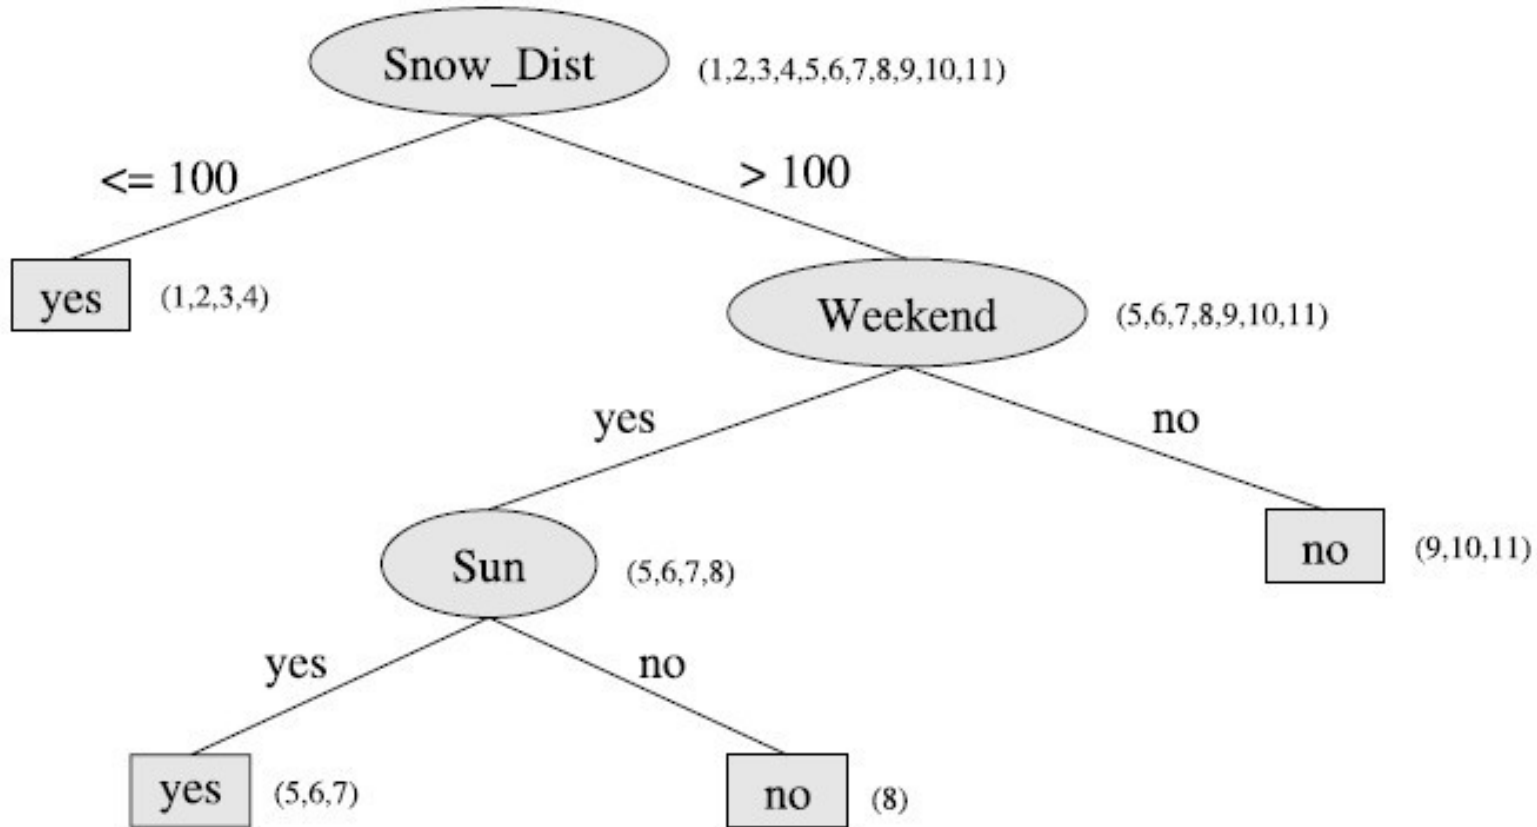 Snow_Dist (1,2,3,4,5,6,7,8,9,10,11)
<= 100 > 100
yes (1,2,3,4)
Weekend (5,6,7,8,9,10,11)
yes no
Sun (5,6,7,8)
no (9,10,11)
yes no
yes (5,6,7)
no (8)